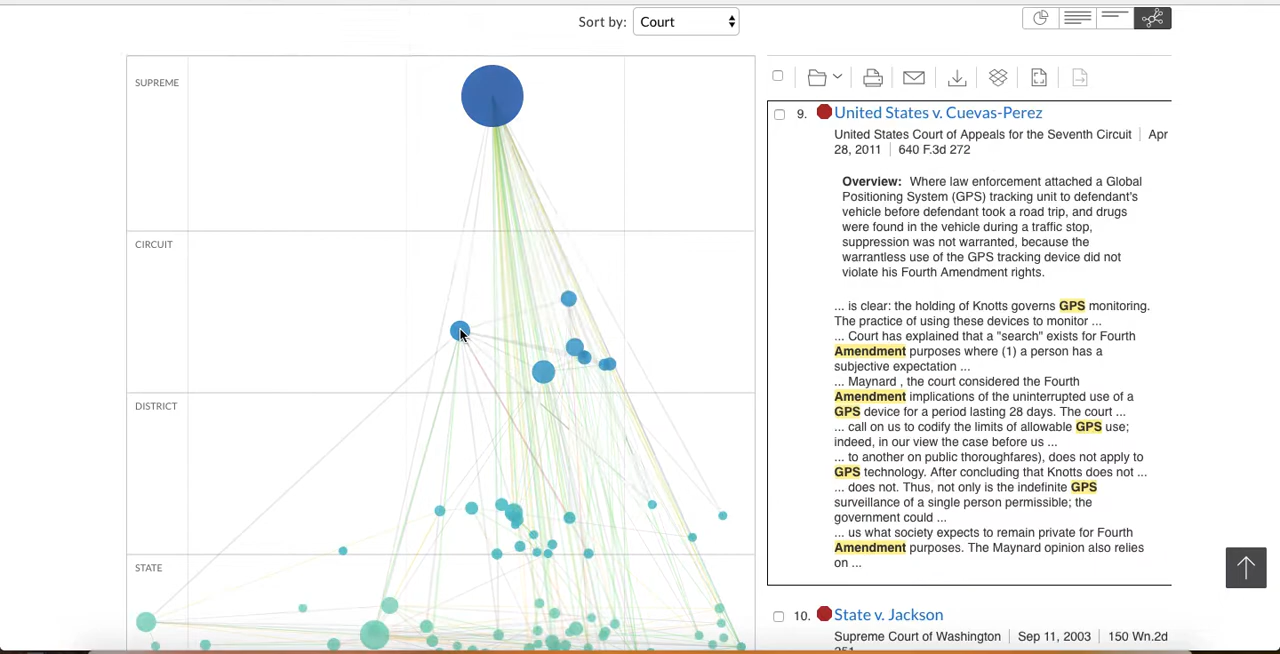 Sort by: Court
SUPREME
CIRCUIT
DISTRICT
STATE
9. United States v. Cuevas-Perez
United States Court of Appeals for the Seventh Circuit | Apr
28, 2011 | 640 F.3d 272
Overview: Where law enforcement attached a Global
Positioning System (GPS) tracking unit to defendant's
vehicle before defendant took a road trip, and drugs
were found in the vehicle during a traffic stop,
suppression was not warranted, because the
warrantless use of the GPS tracking device did not
violate his Fourth Amendment rights.
... is clear: the holding of Knotts governs GPS monitoring.
The practice of using these devices to monitor ...
... Court has explained that a "search" exists for Fourth
Amendment purposes where (1) a person has a
subjective expectation ...
... Maynard , the court considered the Fourth
Amendment implications of the uninterrupted use of a
GPS device for a period lasting 28 days. The court ...
... call on us to codify the limits of allowable GPS use;
indeed, in our view the case before us ...
... to another on public thoroughfares), does not apply to
GPS technology. After concluding that Knotts does not ...
... does not. Thus, not only is the indefinite GPS
surveillance of a single person permissible; the
government could ...
... us what society expects to remain private for Fourth
Amendment purposes. The Maynard opinion also relies
on ...
10. State v. Jackson
Supreme Court of Washington | Sep 11, 2003 | 150 Wn.2d
251